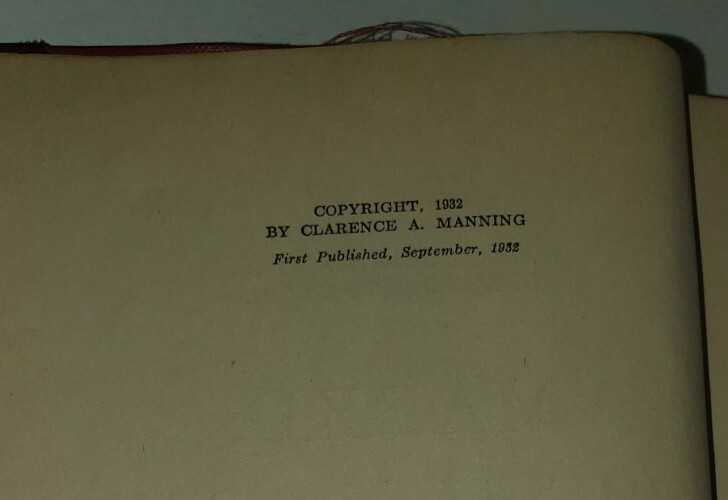 COPYRIGHT, 1932
BY CLARENCE A. MANNING
First Published, September, 1932